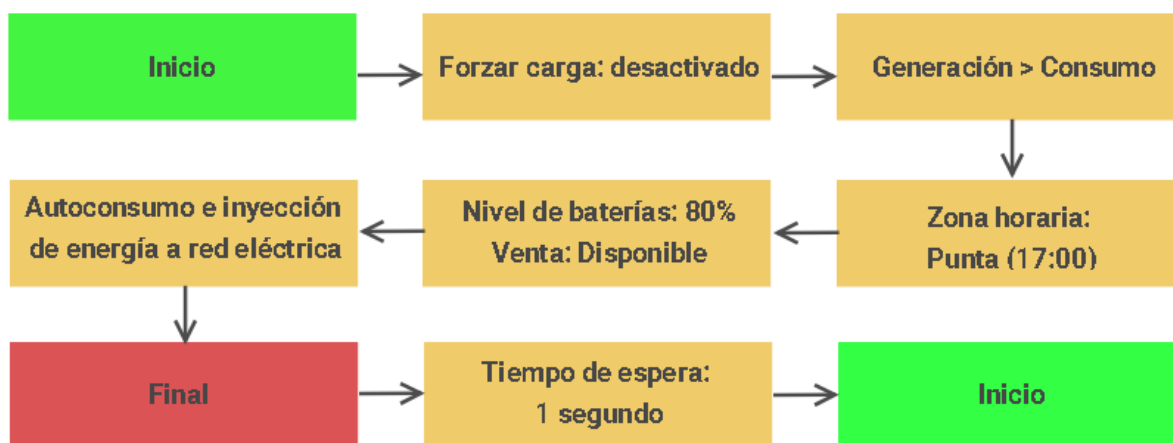 Inicio
Forzar carga: desactivado
Generación > Consumo
Zona horaria:
Punta (17:00)
Nivel de baterías: 80%
Venta: Disponible
Autoconsumo e inyección
de energía a red eléctrica
Final
Tiempo de espera:
1 segundo
Inicio